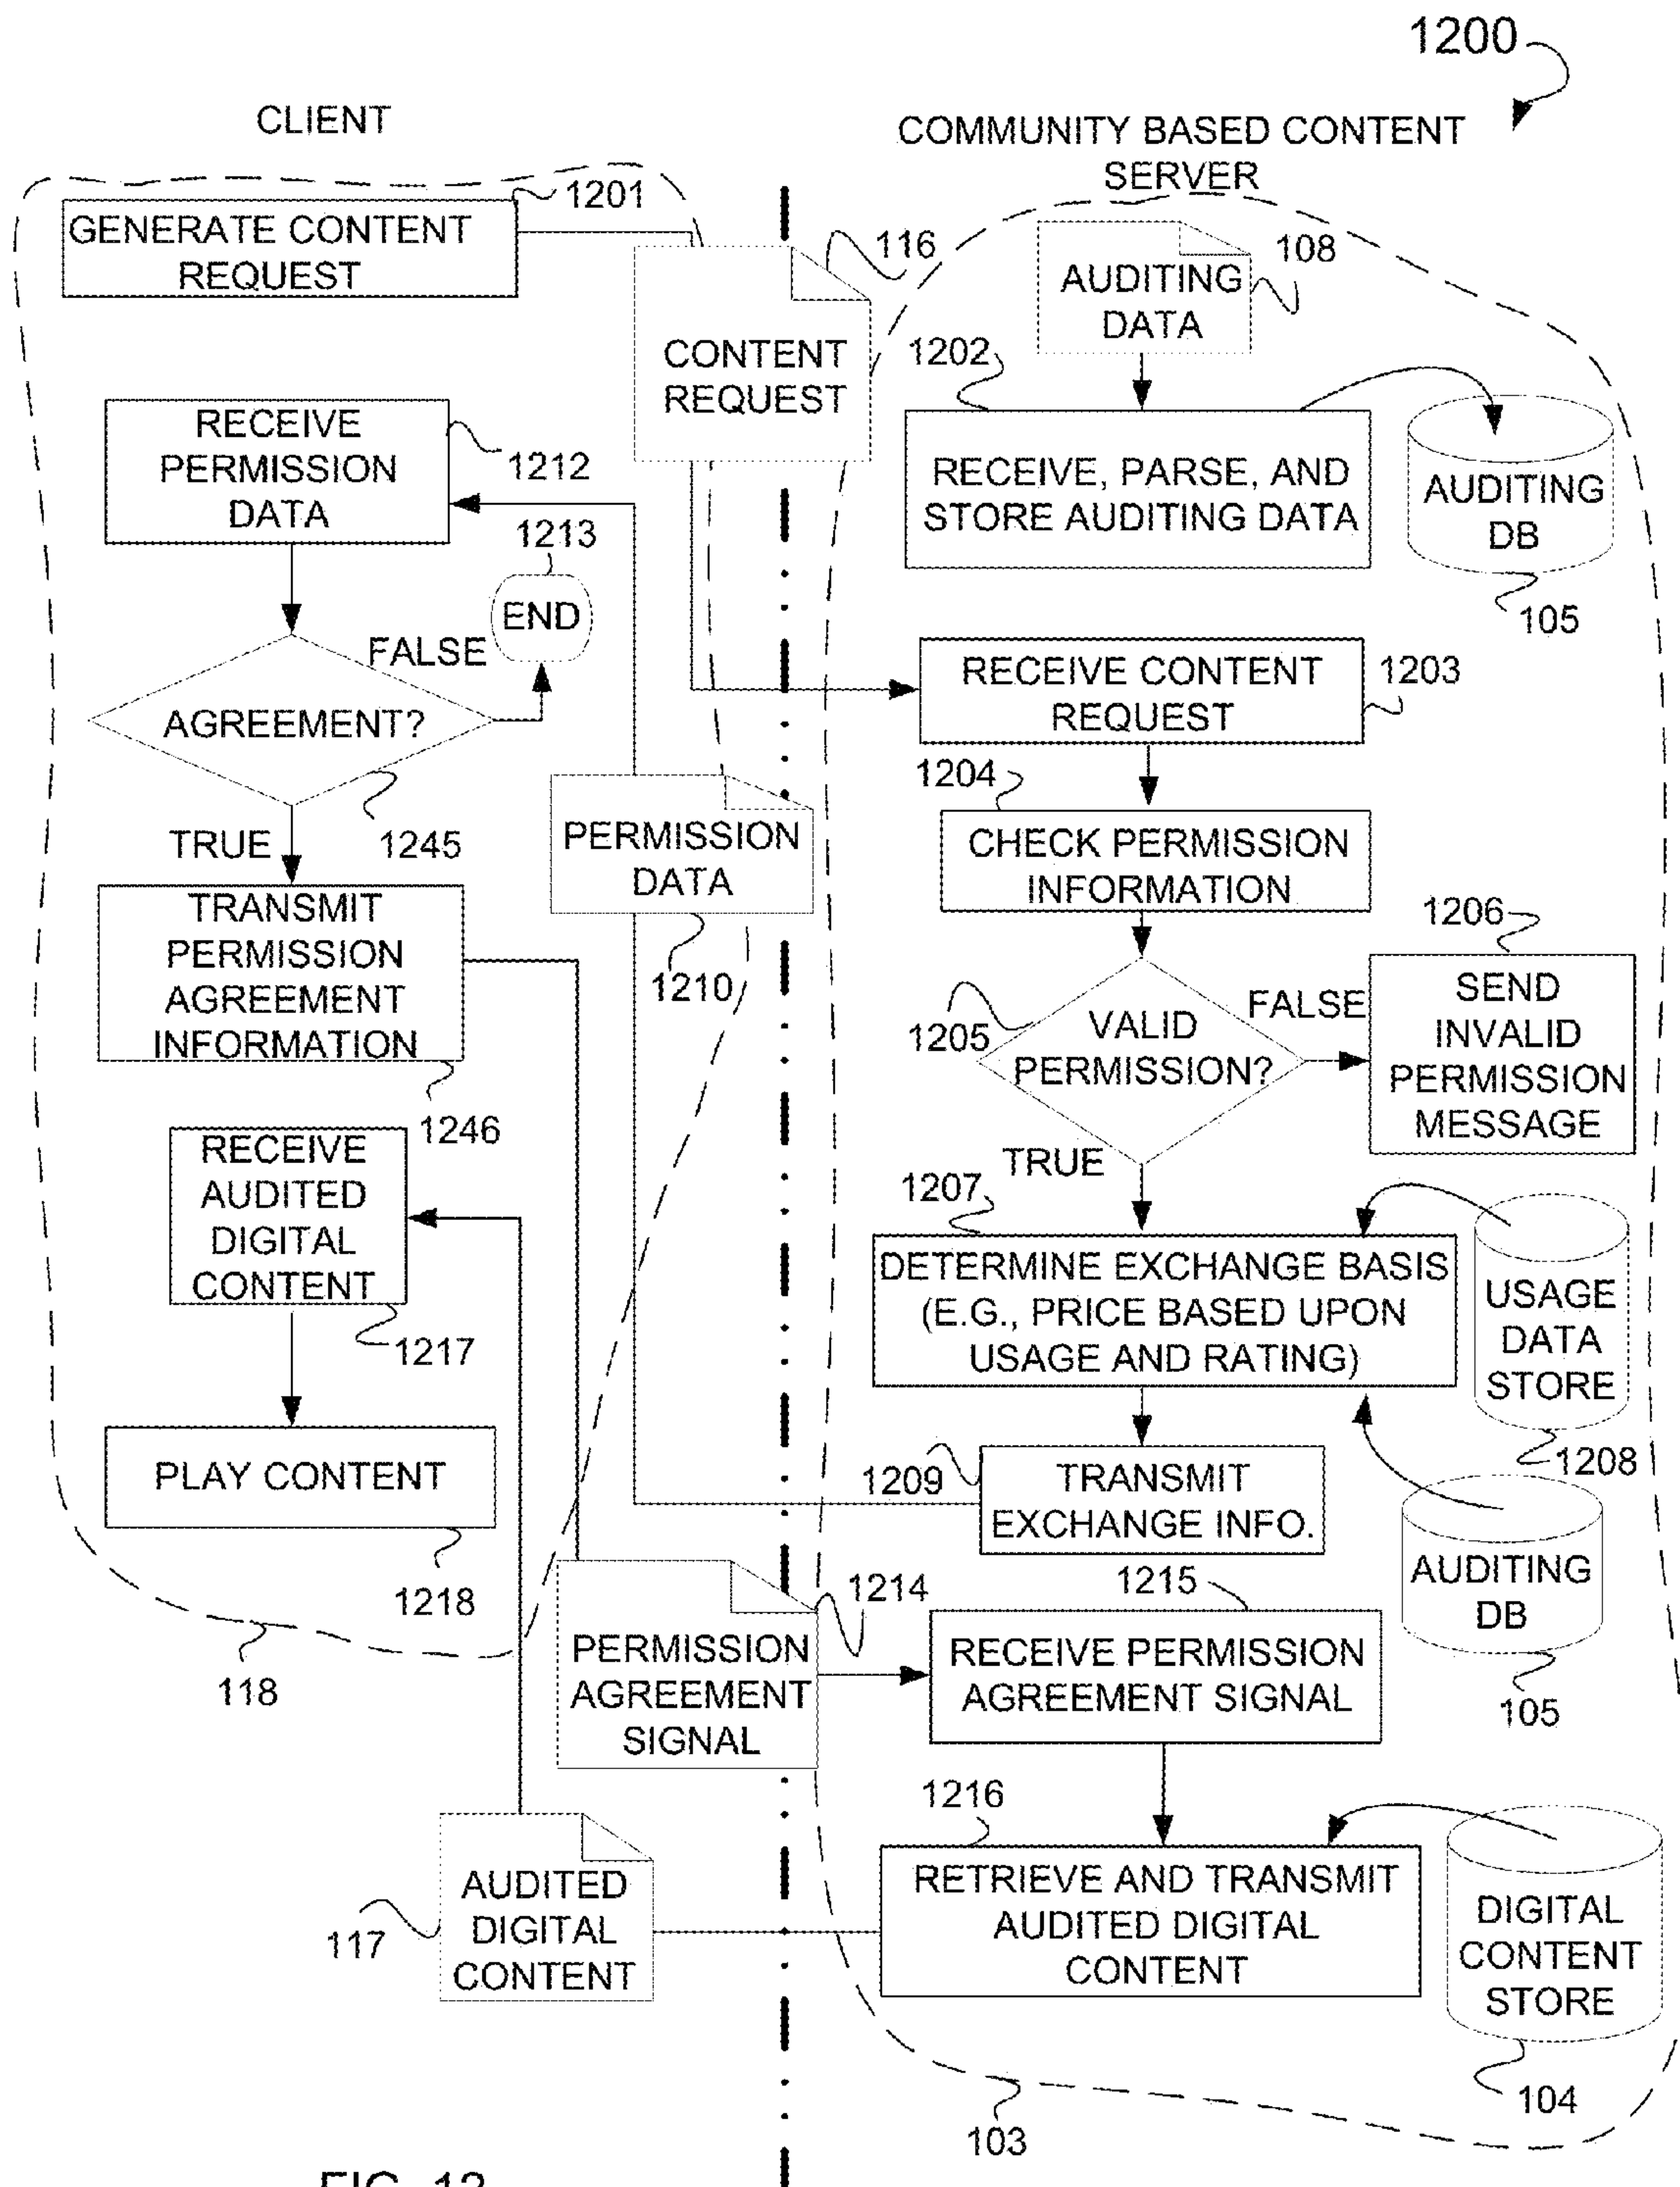 1200
CLIENT
COMMUNITY BASED CONTENT
SERVER
1201
GENERATE CONTENT
REQUEST
116
CONTENT
REQUEST
108
AUDITING
DATA
1202
RECEIVE, PARSE, AND
STORE AUDITING DATA
AUDITING
DB
105
RECEIVE
PERMISSION
DATA
1212
1213
END
FALSE
AGREEMENT?
1245
TRUE
RECEIVE CONTENT
REQUEST
1203
1204
CHECK PERMISSION
INFORMATION
PERMISSION
DATA
1210
TRANSMIT
PERMISSION
AGREEMENT
INFORMATION
1246
1205
VALID
PERMISSION?
FALSE
1206
SEND
INVALID
PERMISSION
MESSAGE
TRUE
1207
DETERMINE EXCHANGE BASIS
(E.G., PRICE BASED UPON
USAGE AND RATING)
USAGE
DATA
STORE
1208
RECEIVE
AUDITED
DIGITAL
CONTENT
1217
PLAY CONTENT
1218
1209
TRANSMIT
EXCHANGE INFO.
AUDITING
DB
105
118
1214
PERMISSION
AGREEMENT
SIGNAL
1215
RECEIVE PERMISSION
AGREEMENT SIGNAL
1216
RETRIEVE AND TRANSMIT
AUDITED DIGITAL
CONTENT
DIGITAL
CONTENT
STORE
104
117
AUDITED
DIGITAL
CONTENT
103
FIG. 12